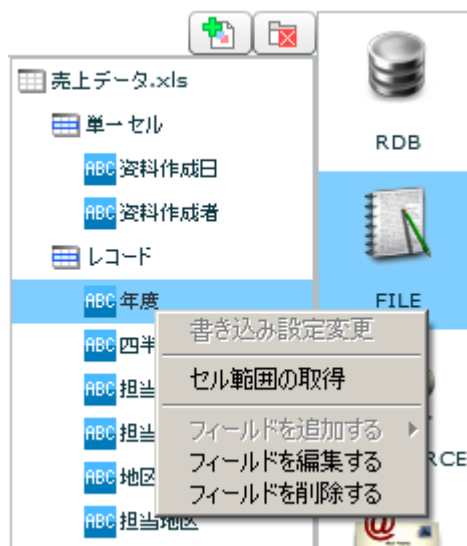 売上データ.xls
単一セル
ABC 資料作成日
ABC 資料作成者
レコード
ABC 年度
ABC 四半
ABC 担当
ABC 担当
ABC 地区
ABC 担当地区
書き込み設定変更
セル範囲の取得
フィールドを追加する
フィールドを編集する
フィールドを削除する
RDB
FILE
RCE